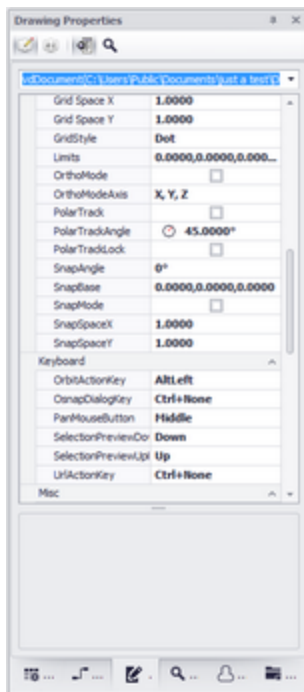 Drawing Properties
vdDocument(C:\Users\Public\Documents\just a test\
Grid Space X 1.0000
Grid Space Y 1.0000
GridStyle Dot
Limits 0.0000,0.0000,0.000...
OrthoMode
OrthoModeAxis X, Y, Z
PolarTrack
PolarTrackAngle 45.0000°
PolarTrackLock
SnapAngle 0°
SnapBase 0.0000,0.0000,0.0000
SnapMode
SnapSpaceX 1.0000
SnapSpaceY 1.0000
Keyboard
OrbitActionKey AltLeft
OsnapDialogKey Ctrl+None
PanMouseButton Middle
SelectionPreviewDo Down
SelectionPreviewUpl Up
UrlActionKey Ctrl+None
Misc